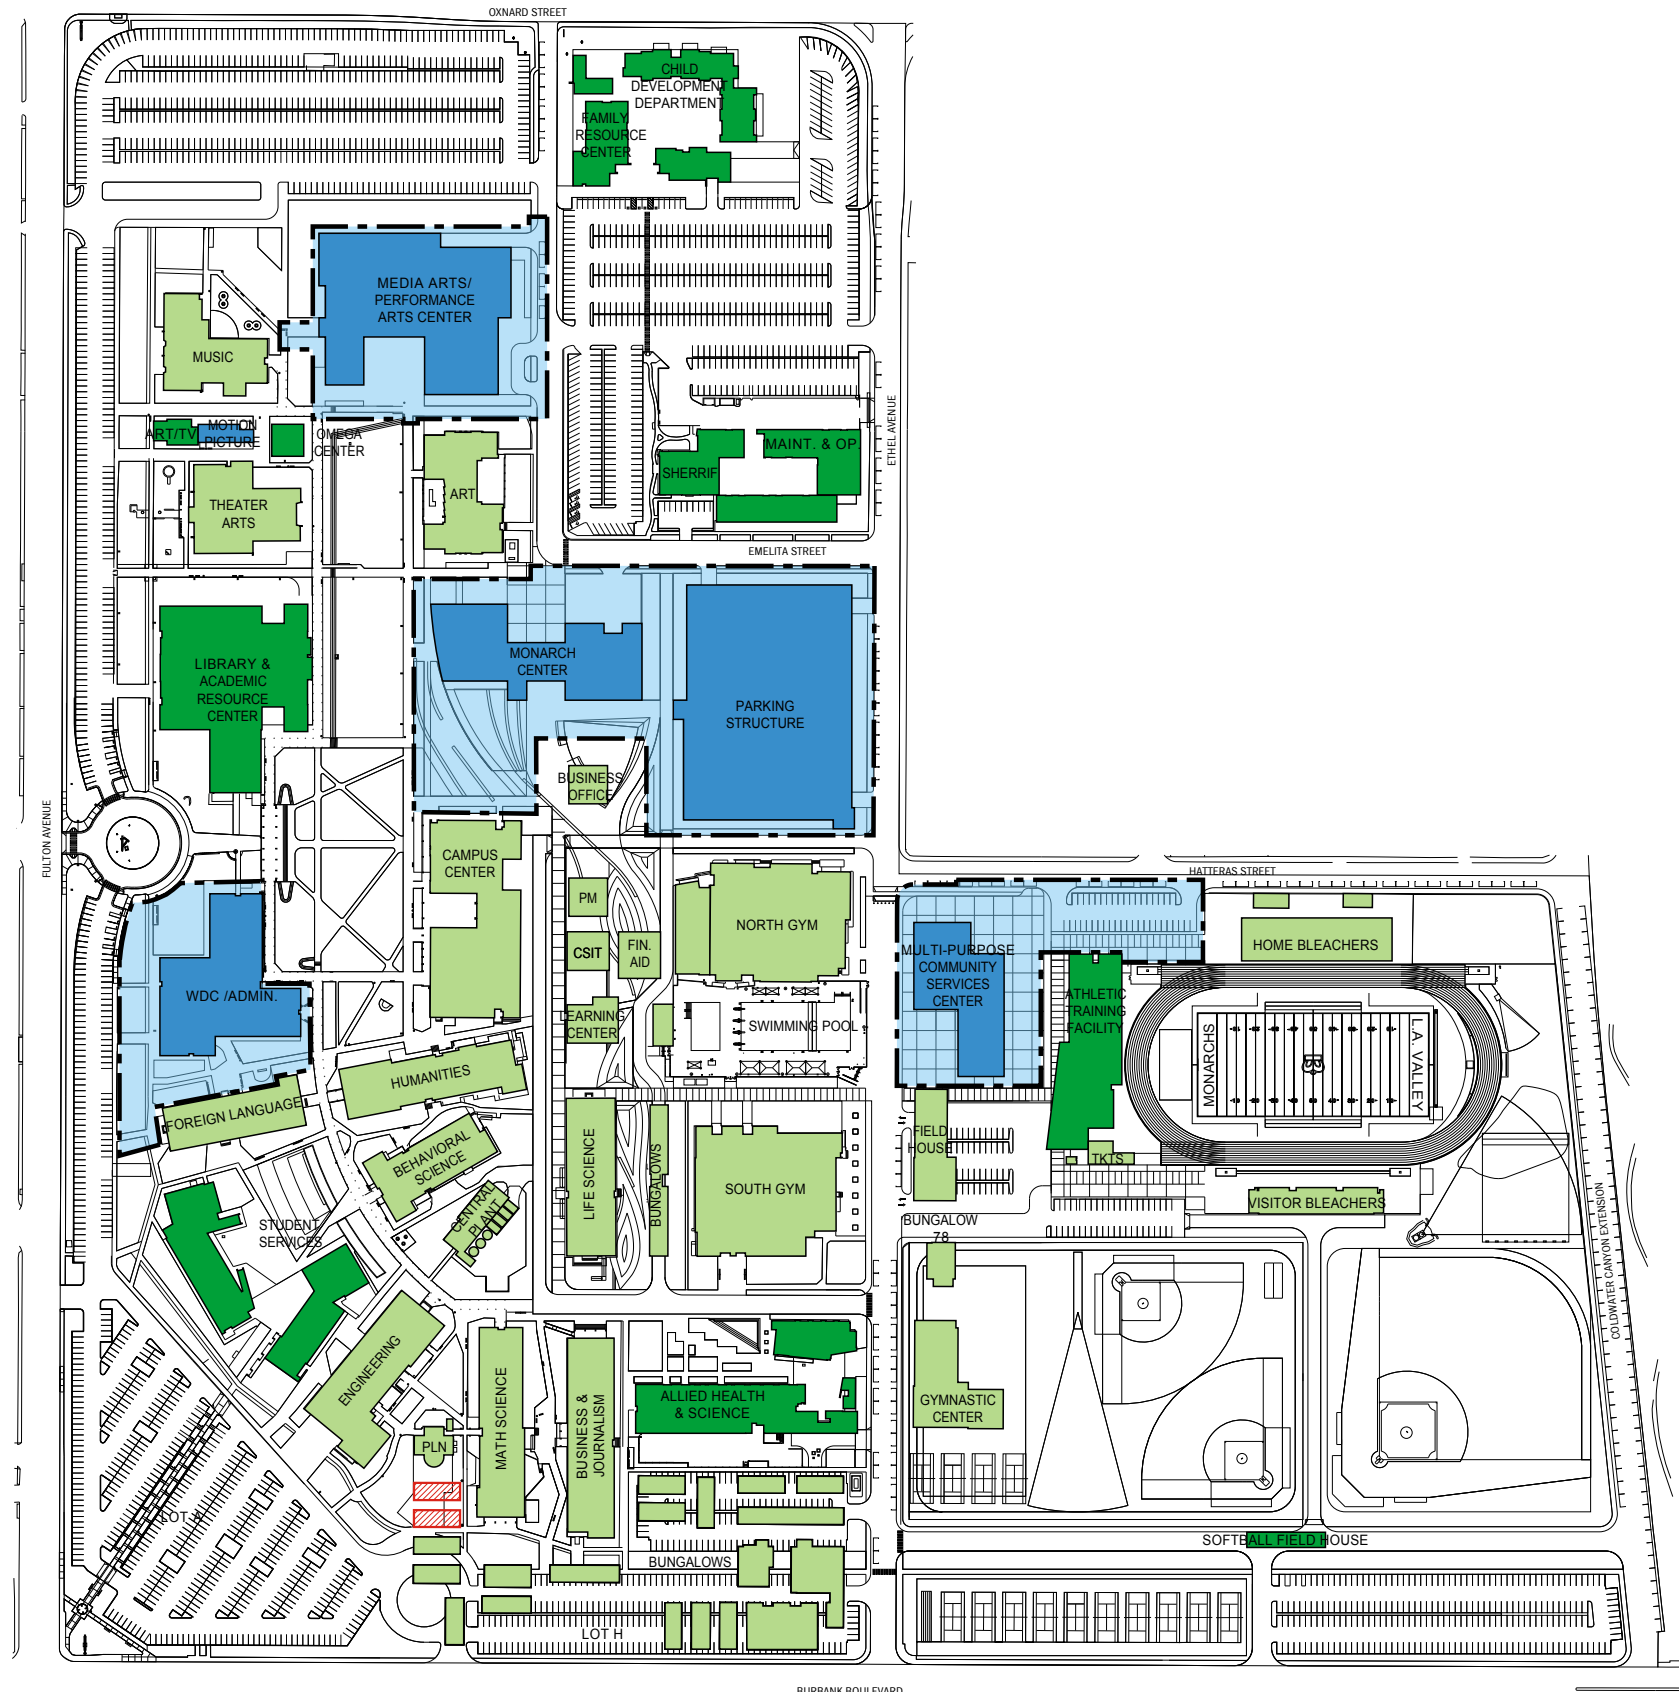 OXNARD STREET
CHILD
DEVELOPMENT
DEPARTMENT
FAMILY
RESOURCE
CENTER
MEDIA ARTS/
PERFORMANCE
ARTS CENTER
MUSIC
ART/TV
MOTION
PICTURE
OMEGA
CENTER
THEATER
ARTS
ART
SHERRIF
MAINT. & OP.
ETHEL AVENUE
EMELITA STREET
LIBRARY &
ACADEMIC
RESOURCE
CENTER
MONARCH
CENTER
PARKING
STRUCTURE
BUSINESS
OFFICE
FULTON AVENUE
CAMPUS
CENTER
HATTERAS STREET
PM
CSIT
FIN.
AID
NORTH GYM
MULTI-PURPOSE
COMMUNITY
SERVICES
CENTER
HOME BLEACHERS
WDC /ADMIN.
LEARNING
CENTER
SWIMMING POOL
ATHLETIC
TRAINING
FACILITY
MONARCHS
L.A. VALLEY
HUMANITIES
FOREIGN LANGUAGE
BEHAVIORAL
SCIENCE
LIFE SCIENCE
BUNGALOWS
SOUTH GYM
FIELD
HOUSE
TKTS
VISITOR BLEACHERS
CENTRAL
PLANT
STUDENT
SERVICES
BUNGALOW
78
COLDWATER CANYON EXTENSION
ENGINEERING
MATH SCIENCE
BUSINESS &
JOURNALISM
ALLIED HEALTH
& SCIENCE
GYMNASTIC
CENTER
PLN
LOT A
BUNGALOWS
SOFTBALL FIELD HOUSE
LOT H
BURBANK BOULEVARD